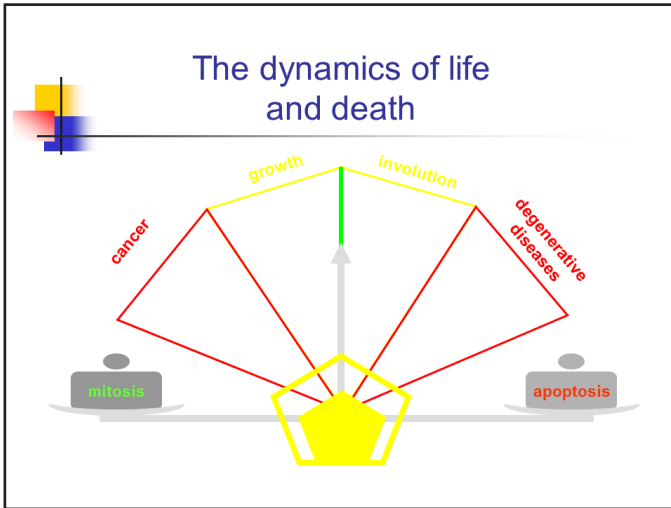 The dynamics of life
and death
growth
involution
cancer
degenerative
diseases
mitosis
apoptosis